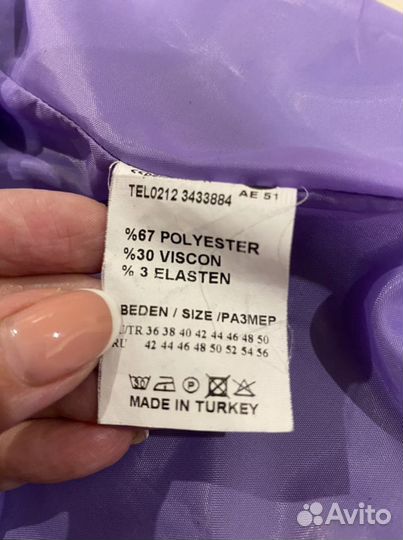 AE 51
TEL0212 3433884
%67 POLYESTER
%30 VISCON
% 3 ELASTEN
BEDEN / SIZE /РАЗМЕР
/TR 36 38 40 42 44 46 48 50
RU 42 44 46 48 50 52 54 56
MADE IN TURKEY
Avito